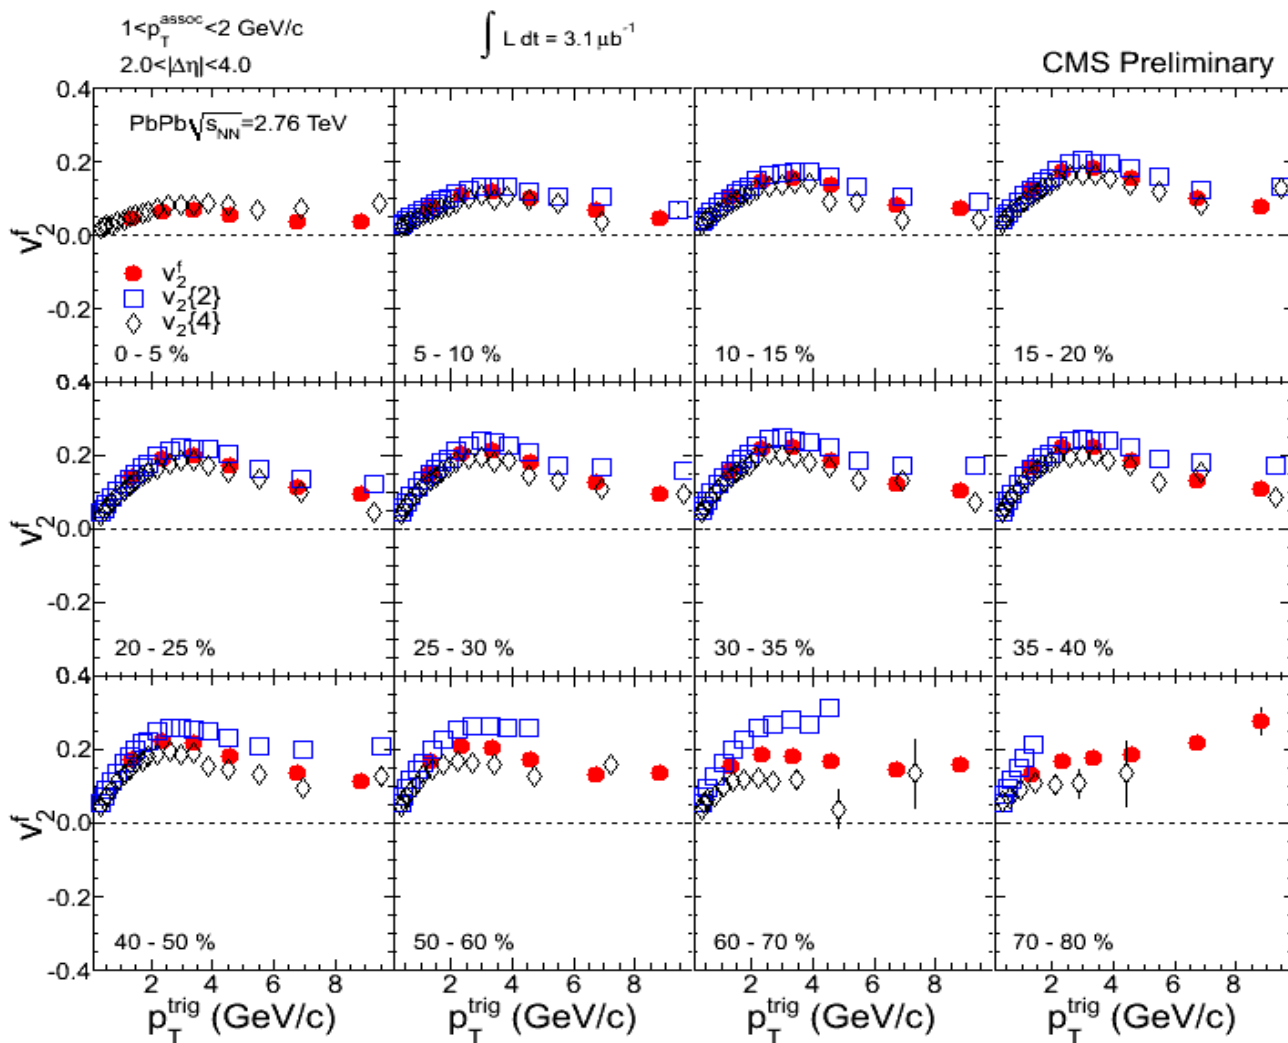 1<p_T^assoc<2 GeV/c
∫ L dt = 3.1 μb^-1
2.0<|Δη|<4.0
CMS Preliminary
PbPb√s_NN=2.76 TeV
v_2^f
0.4
0.2
0.0
-0.2
v_2^f
v_2{2}
v_2{4}
0 - 5 %
5 - 10 %
10 - 15 %
15 - 20 %
v_2^f
0.4
0.2
0.0
-0.2
20 - 25 %
25 - 30 %
30 - 35 %
35 - 40 %
v_2^f
0.4
0.2
0.0
-0.2
-0.4
40 - 50 %
50 - 60 %
60 - 70 %
70 - 80 %
2 4 6 8 2 4 6 8 2 4 6 8 2 4 6 8
p_T^trig (GeV/c) p_T^trig (GeV/c) p_T^trig (GeV/c) p_T^trig (GeV/c)